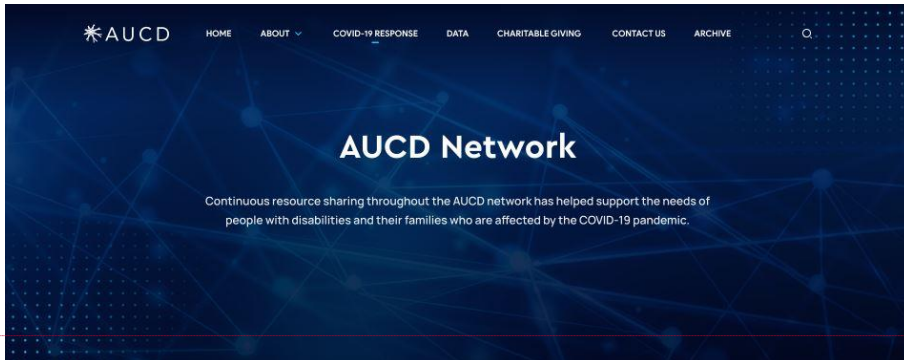 AUCD
HOME ABOUT COVID-19 RESPONSE DATA CHARITABLE GIVING CONTACT US ARCHIVE
AUCD Network
Continuous resource sharing throughout the AUCD network has helped support the needs of
people with disabilities and their families who are affected by the COVID-19 pandemic.